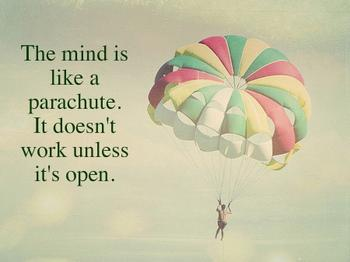 The mind is
like a
parachute.
It doesn't
work unless
it's open.